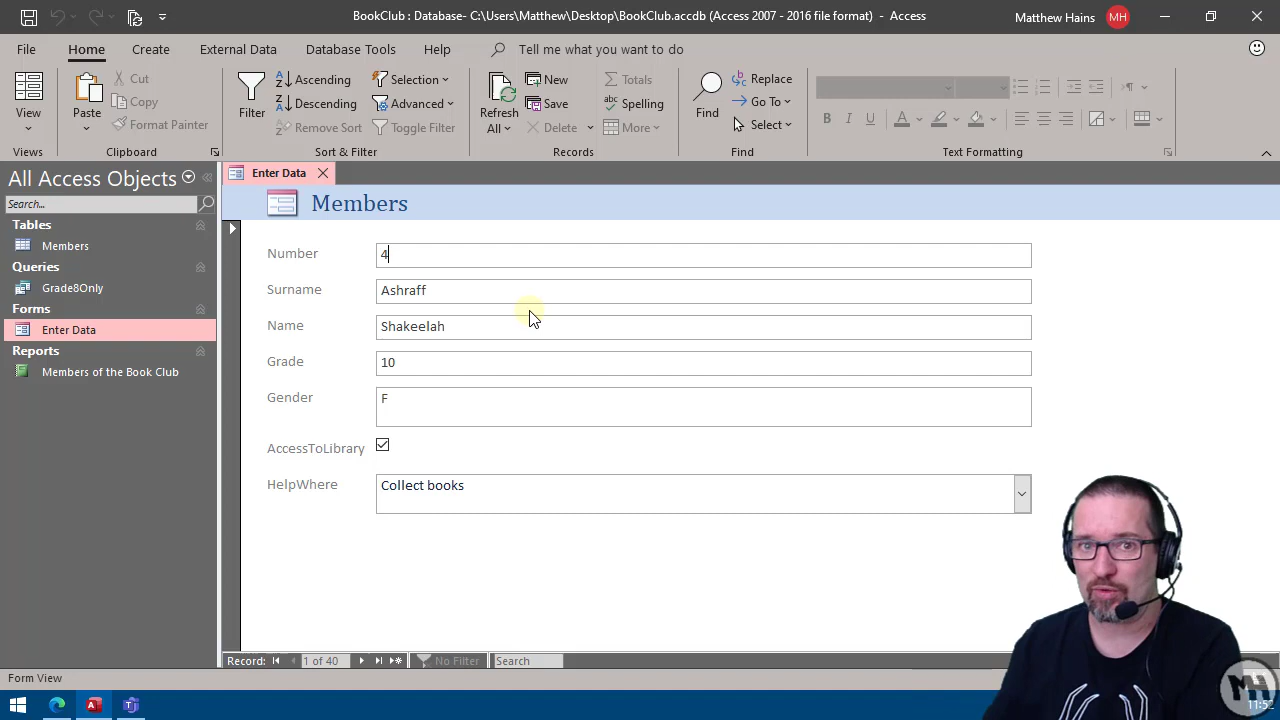 BookClub : Database- C:\Users\Matthew\Desktop\BookClub.accdb (Access 2007 - 2016 file format) - Access
Matthew Hains
MH
File Home Create External Data Database Tools Help Tell me what you want to do
View
Views
Paste
Cut
Copy
Format Painter
Clipboard
Filter
Ascending
Descending
Remove Sort
Selection
Advanced
Toggle Filter
Sort & Filter
Refresh
All
New
Save
Delete
Totals
Spelling
More
Records
Find
Replace
Go To
Select
Find
B I U A
Text Formatting
All Access Objects
Search...
Tables
Members
Queries
Grade8Only
Forms
Enter Data
Reports
Members of the Book Club
Enter Data
Members
Number 4
Surname Ashraff
Name Shakeelah
Grade 10
Gender F
AccessToLibrary
HelpWhere Collect books
Record: 1 of 40 No Filter Search
Form View
11:52
MH